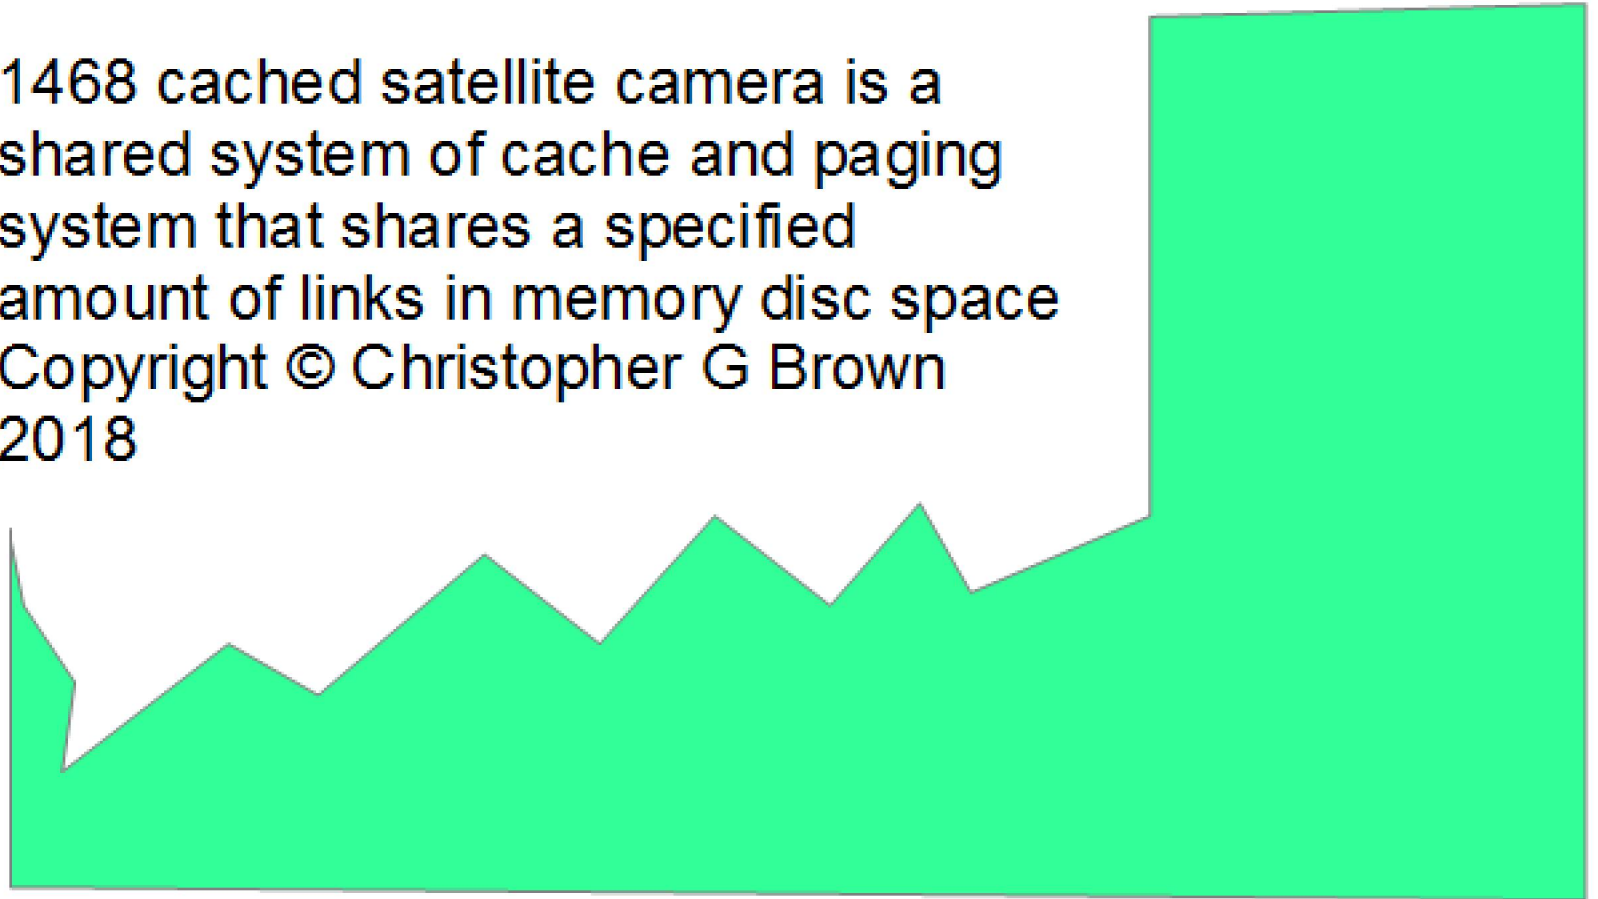 1468 cached satellite camera is a
shared system of cache and paging
system that shares a specified
amount of links in memory disc space
Copyright © Christopher G Brown
2018